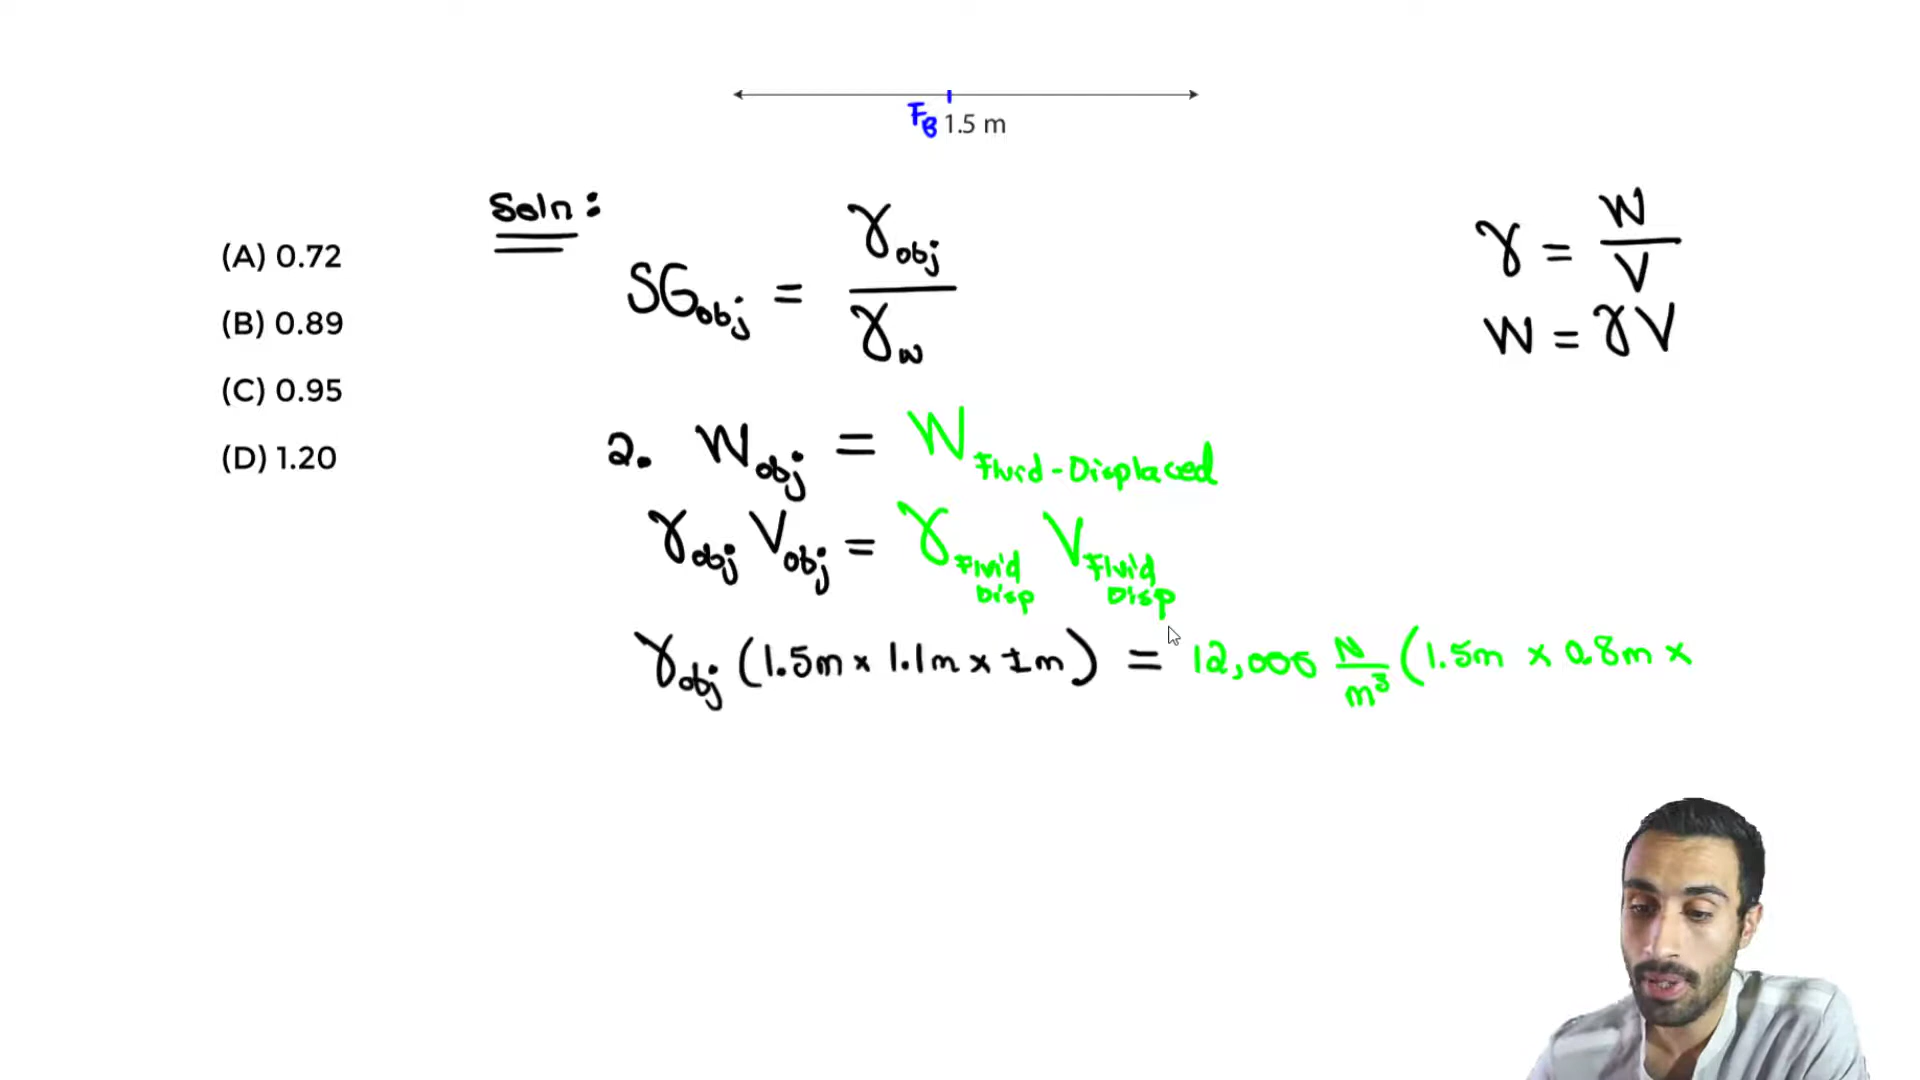 F_B 1.5 m
Soln:
(A) 0.72
(B) 0.89
(C) 0.95
(D) 1.20
SG_obj = γ_obj / γ_w
γ = W / V
W = γ V
2. W_obj = W_Fluid-Displaced
γ_obj V_obj = γ_Fluid Disp V_Fluid Disp
γ_obj (1.5m x 1.1m x 1m) = 12,000 N/m³ (1.5m x 0.8m x